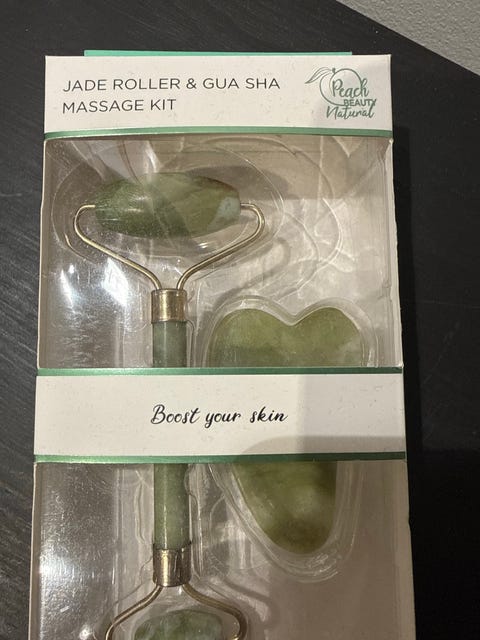 JADE ROLLER & GUA SHA
MASSAGE KIT
Peach
BEAUTY
Natural
Boost your skin